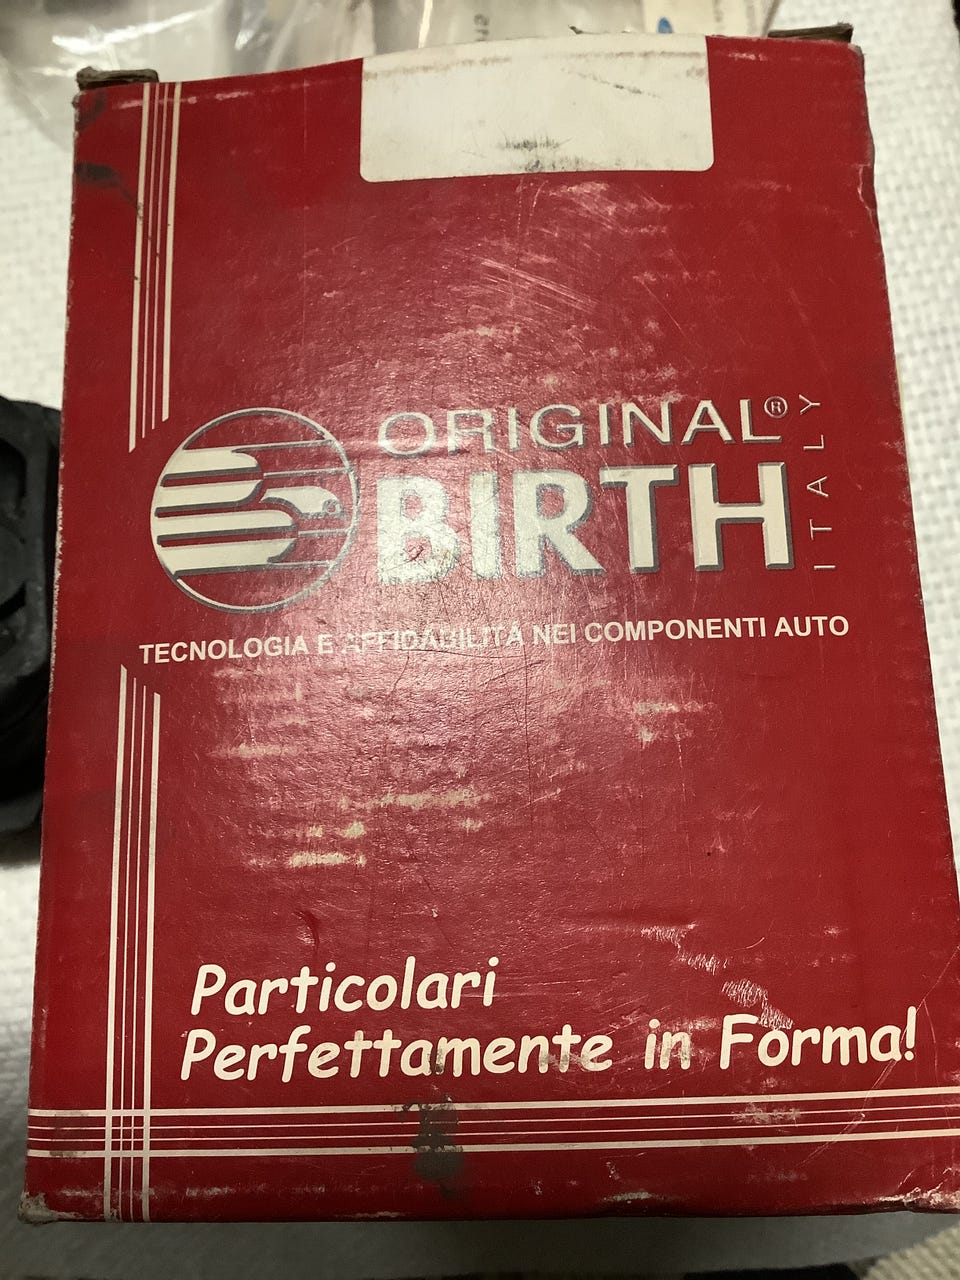 ORIGINAL®
BIRTH
ITALY
TECNOLOGIA E AFFIDABILITÀ NEI COMPONENTI AUTO
Particolari
Perfettamente in Forma!